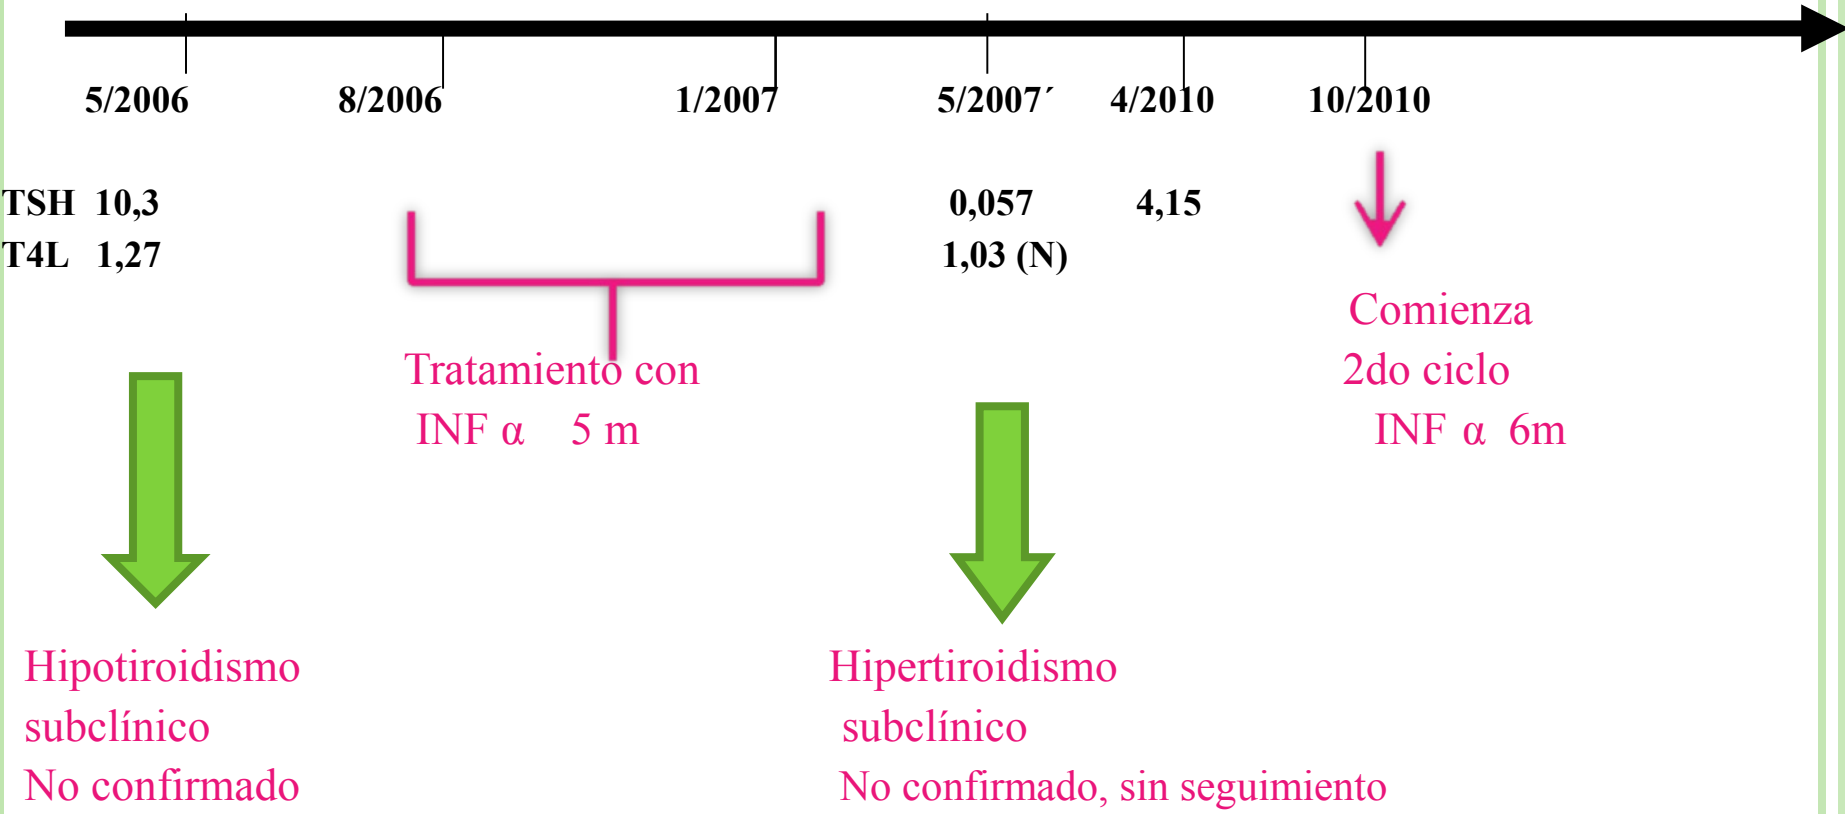 5/2006 8/2006 1/2007 5/2007´ 4/2010 10/2010
TSH 10,3 0,057 4,15
T4L 1,27 1,03 (N)
Tratamiento con
INF α 5 m
Comienza
2do ciclo
INF α 6m
Hipotiroidismo
subclínico
No confirmado
Hipertiroidismo
subclínico
No confirmado, sin seguimiento